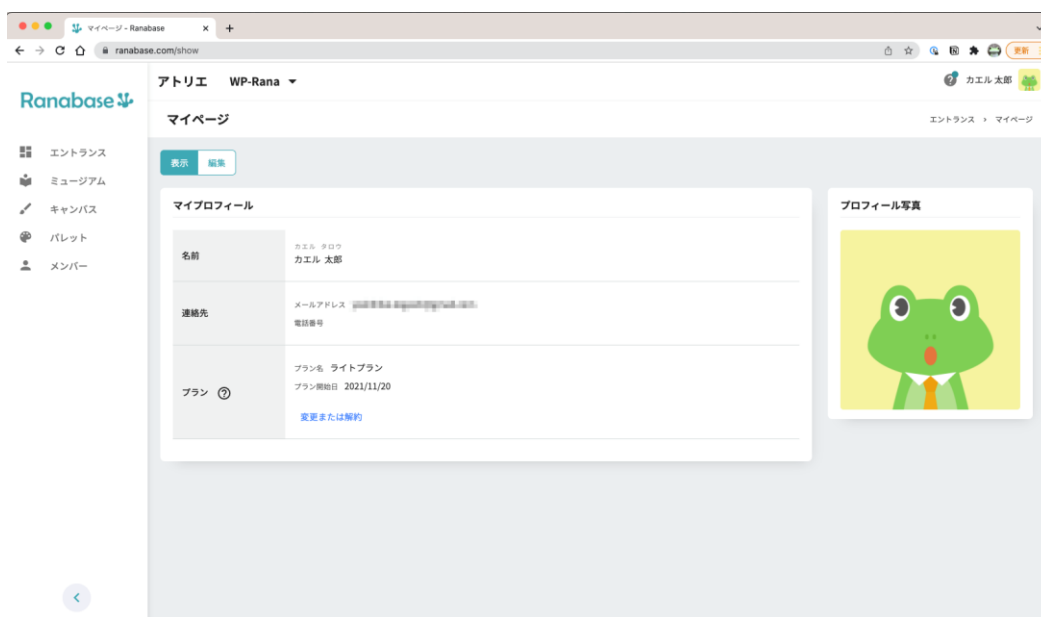 マイページ - Ranabase
ranabase.com/show
更新
Ranabase
アトリエ WP-Rana
カエル 太郎
マイページ
エントランス › マイページ
エントランス
ミュージアム
キャンバス
パレット
メンバー
表示 編集
マイプロフィール
名前
カエル タロウ
カエル 太郎
連絡先
メールアドレス
電話番号
プラン
プラン名 ライトプラン
プラン開始日 2021/11/20
変更または解約
プロフィール写真